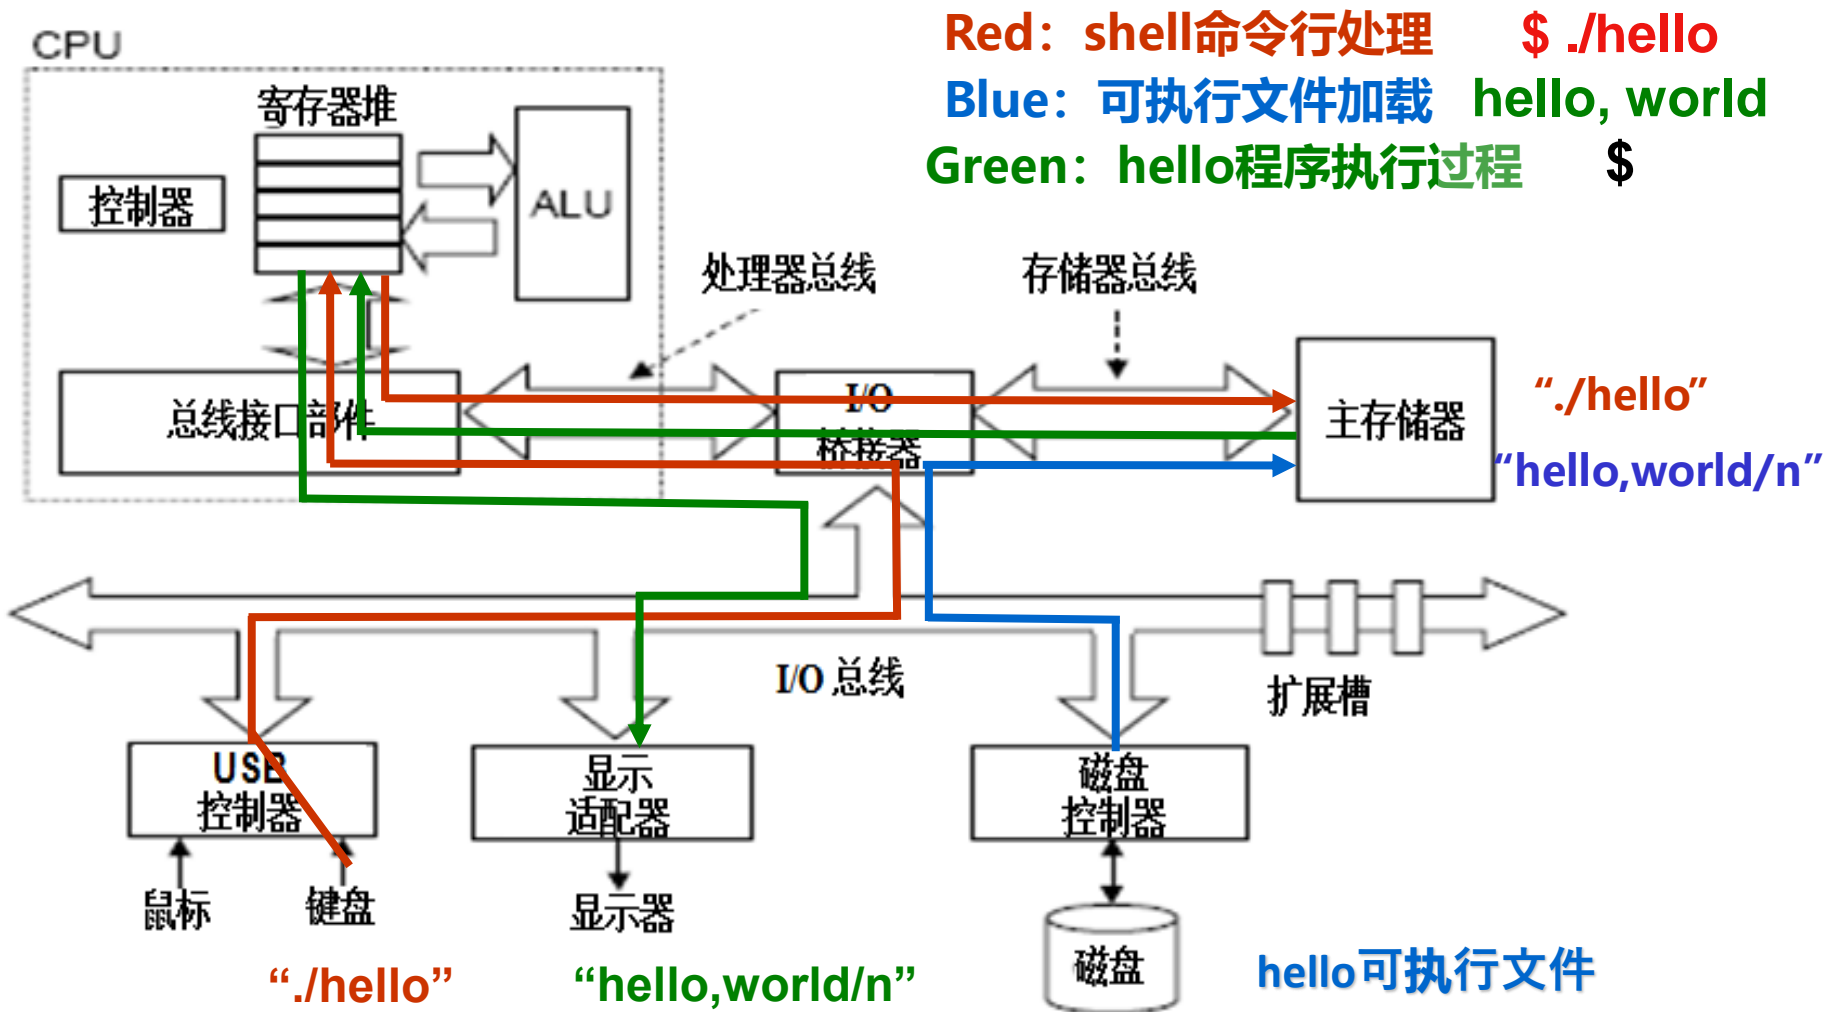 CPU
Red：shell命令行处理 $ ./hello
Blue：可执行文件加载 hello, world
Green：hello程序执行过程 $
寄存器堆
控制器
ALU
处理器总线
存储器总线
总线接口部件
I/O
桥接器
主存储器
“./hello”
“hello,world/n”
I/O 总线
扩展槽
USB
控制器
显示
适配器
磁盘
控制器
鼠标
键盘
显示器
磁盘
“./hello”
“hello,world/n”
hello可执行文件